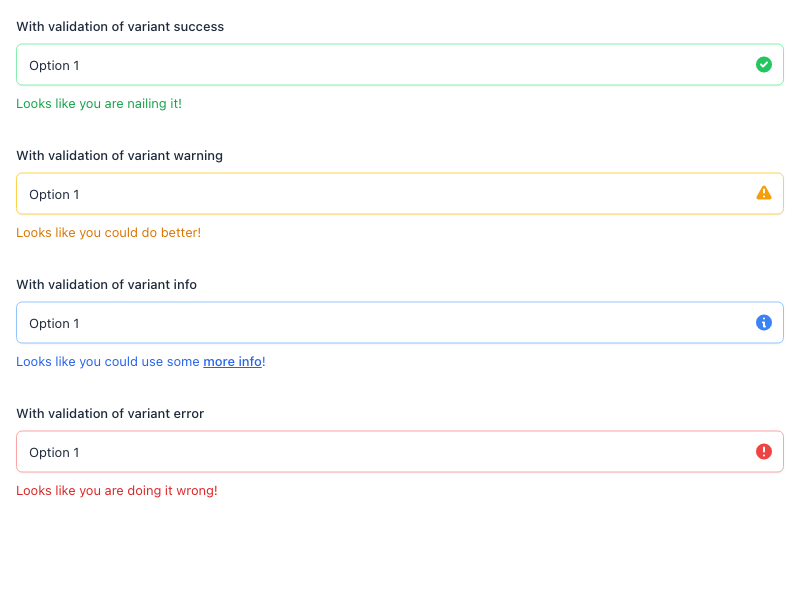 With validation of variant success
Option 1
Looks like you are nailing it!
With validation of variant warning
Option 1
Looks like you could do better!
With validation of variant info
Option 1
Looks like you could use some more info!
With validation of variant error
Option 1
Looks like you are doing it wrong!